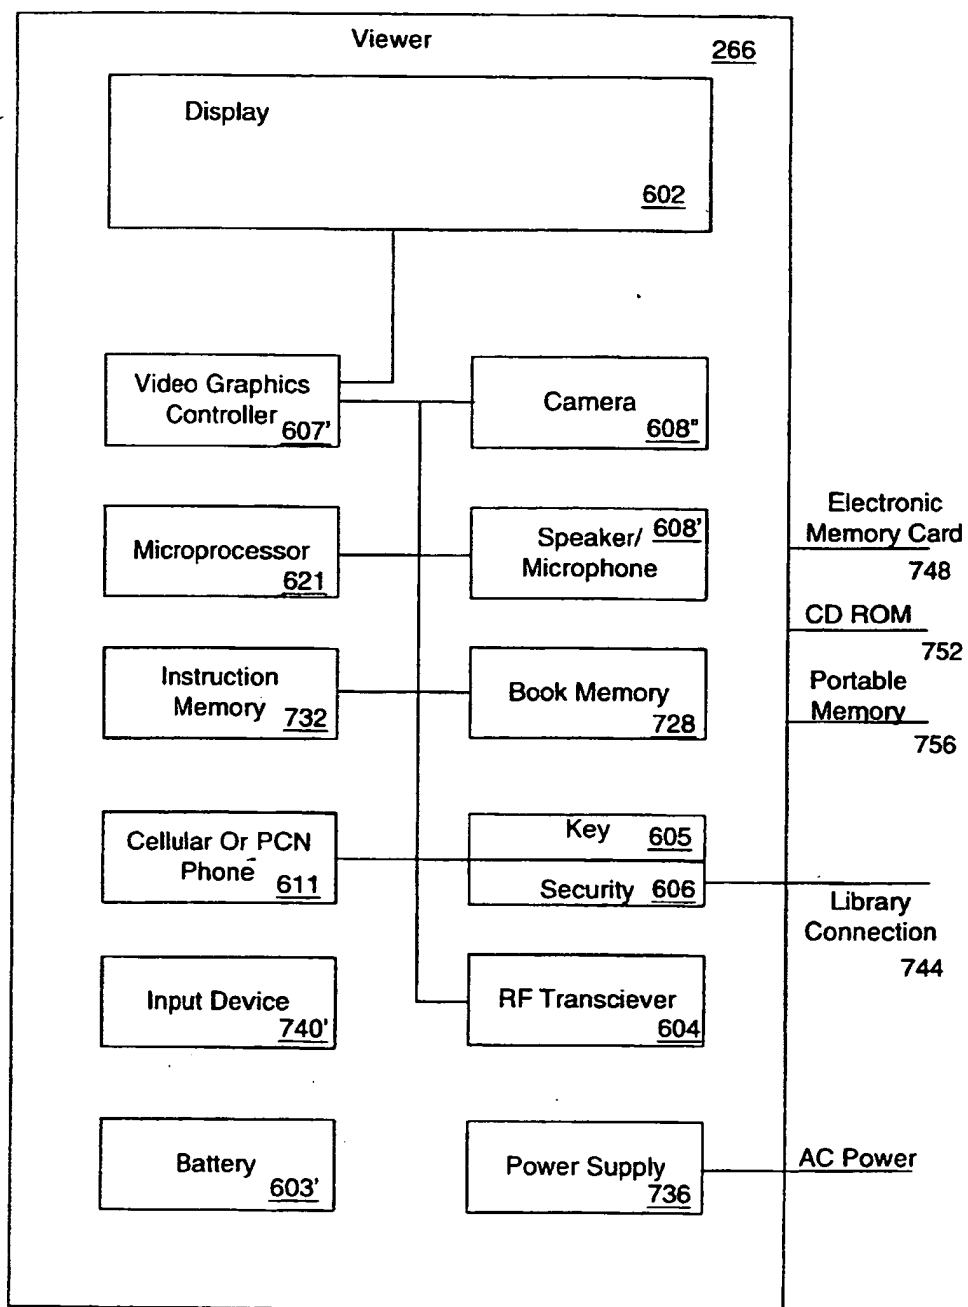 Viewer
266
Display
602
Video Graphics
Controller
607'
Camera
608"
Microprocessor
621
Speaker/
Microphone
608'
Electronic
Memory Card
748
CD ROM
752
Instruction
Memory
732
Book Memory
728
Portable
Memory
756
Cellular Or PCN
Phone
611
Key
605
Security
606
Library
Connection
744
Input Device
740'
RF Transciever
604
Battery
603'
Power Supply
736
AC Power